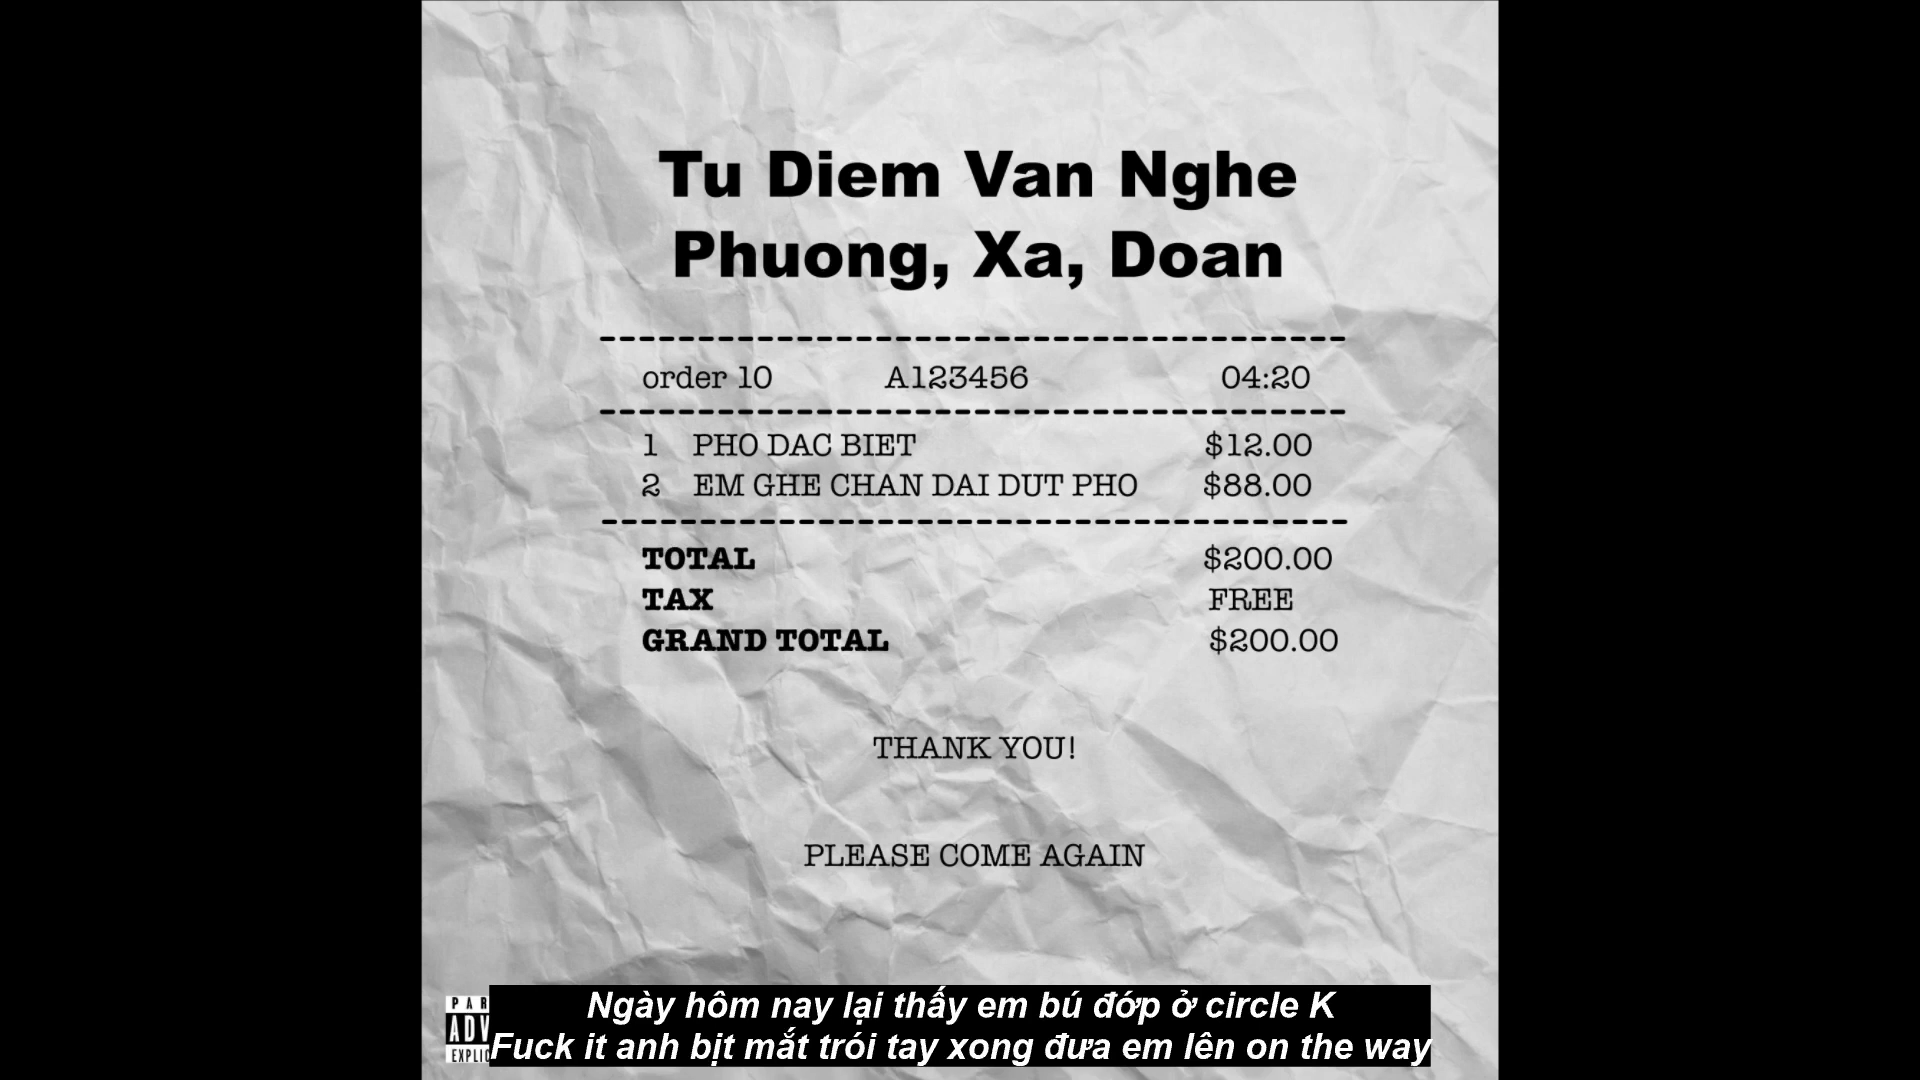 Tu Diem Van Nghe
Phuong, Xa, Doan
order 10 A123456 04:20
1 PHO DAC BIET $12.00
2 EM GHE CHAN DAI DUT PHO $88.00
TOTAL $200.00
TAX FREE
GRAND TOTAL $200.00
THANK YOU!
PLEASE COME AGAIN
PAR
ADV
EXPLIC
Ngày hôm nay lại thấy em bú đớp ở circle K
Fuck it anh bịt mắt trói tay xong đưa em lên on the way